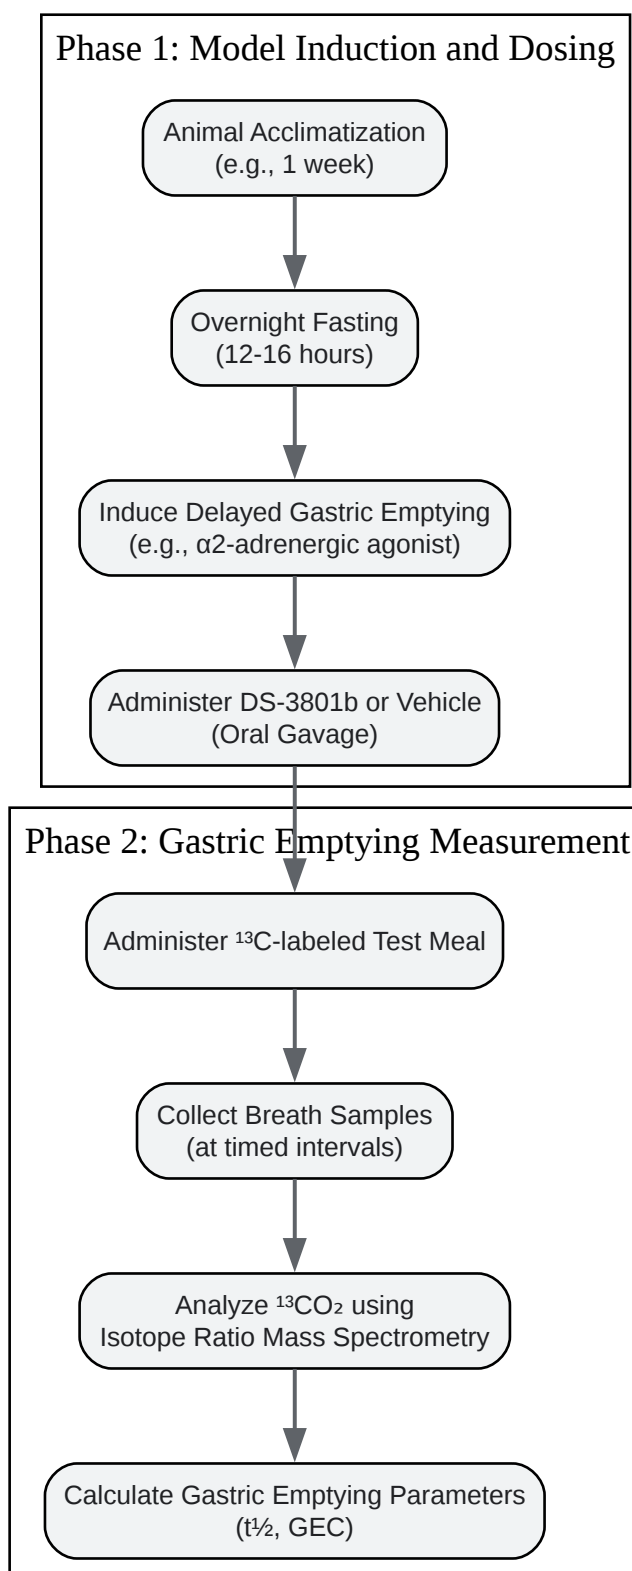 Phase 1: Model Induction and Dosing
Animal Acclimatization
(e.g., 1 week)
Overnight Fasting
(12-16 hours)
Induce Delayed Gastric Emptying
(e.g., α2-adrenergic agonist)
Administer DS-3801b or Vehicle
(Oral Gavage)
Phase 2: Gastric Emptying Measurement
Administer ¹³C-labeled Test Meal
Collect Breath Samples
(at timed intervals)
Analyze ¹³CO₂ using
Isotope Ratio Mass Spectrometry
Calculate Gastric Emptying Parameters
(t½, GEC)